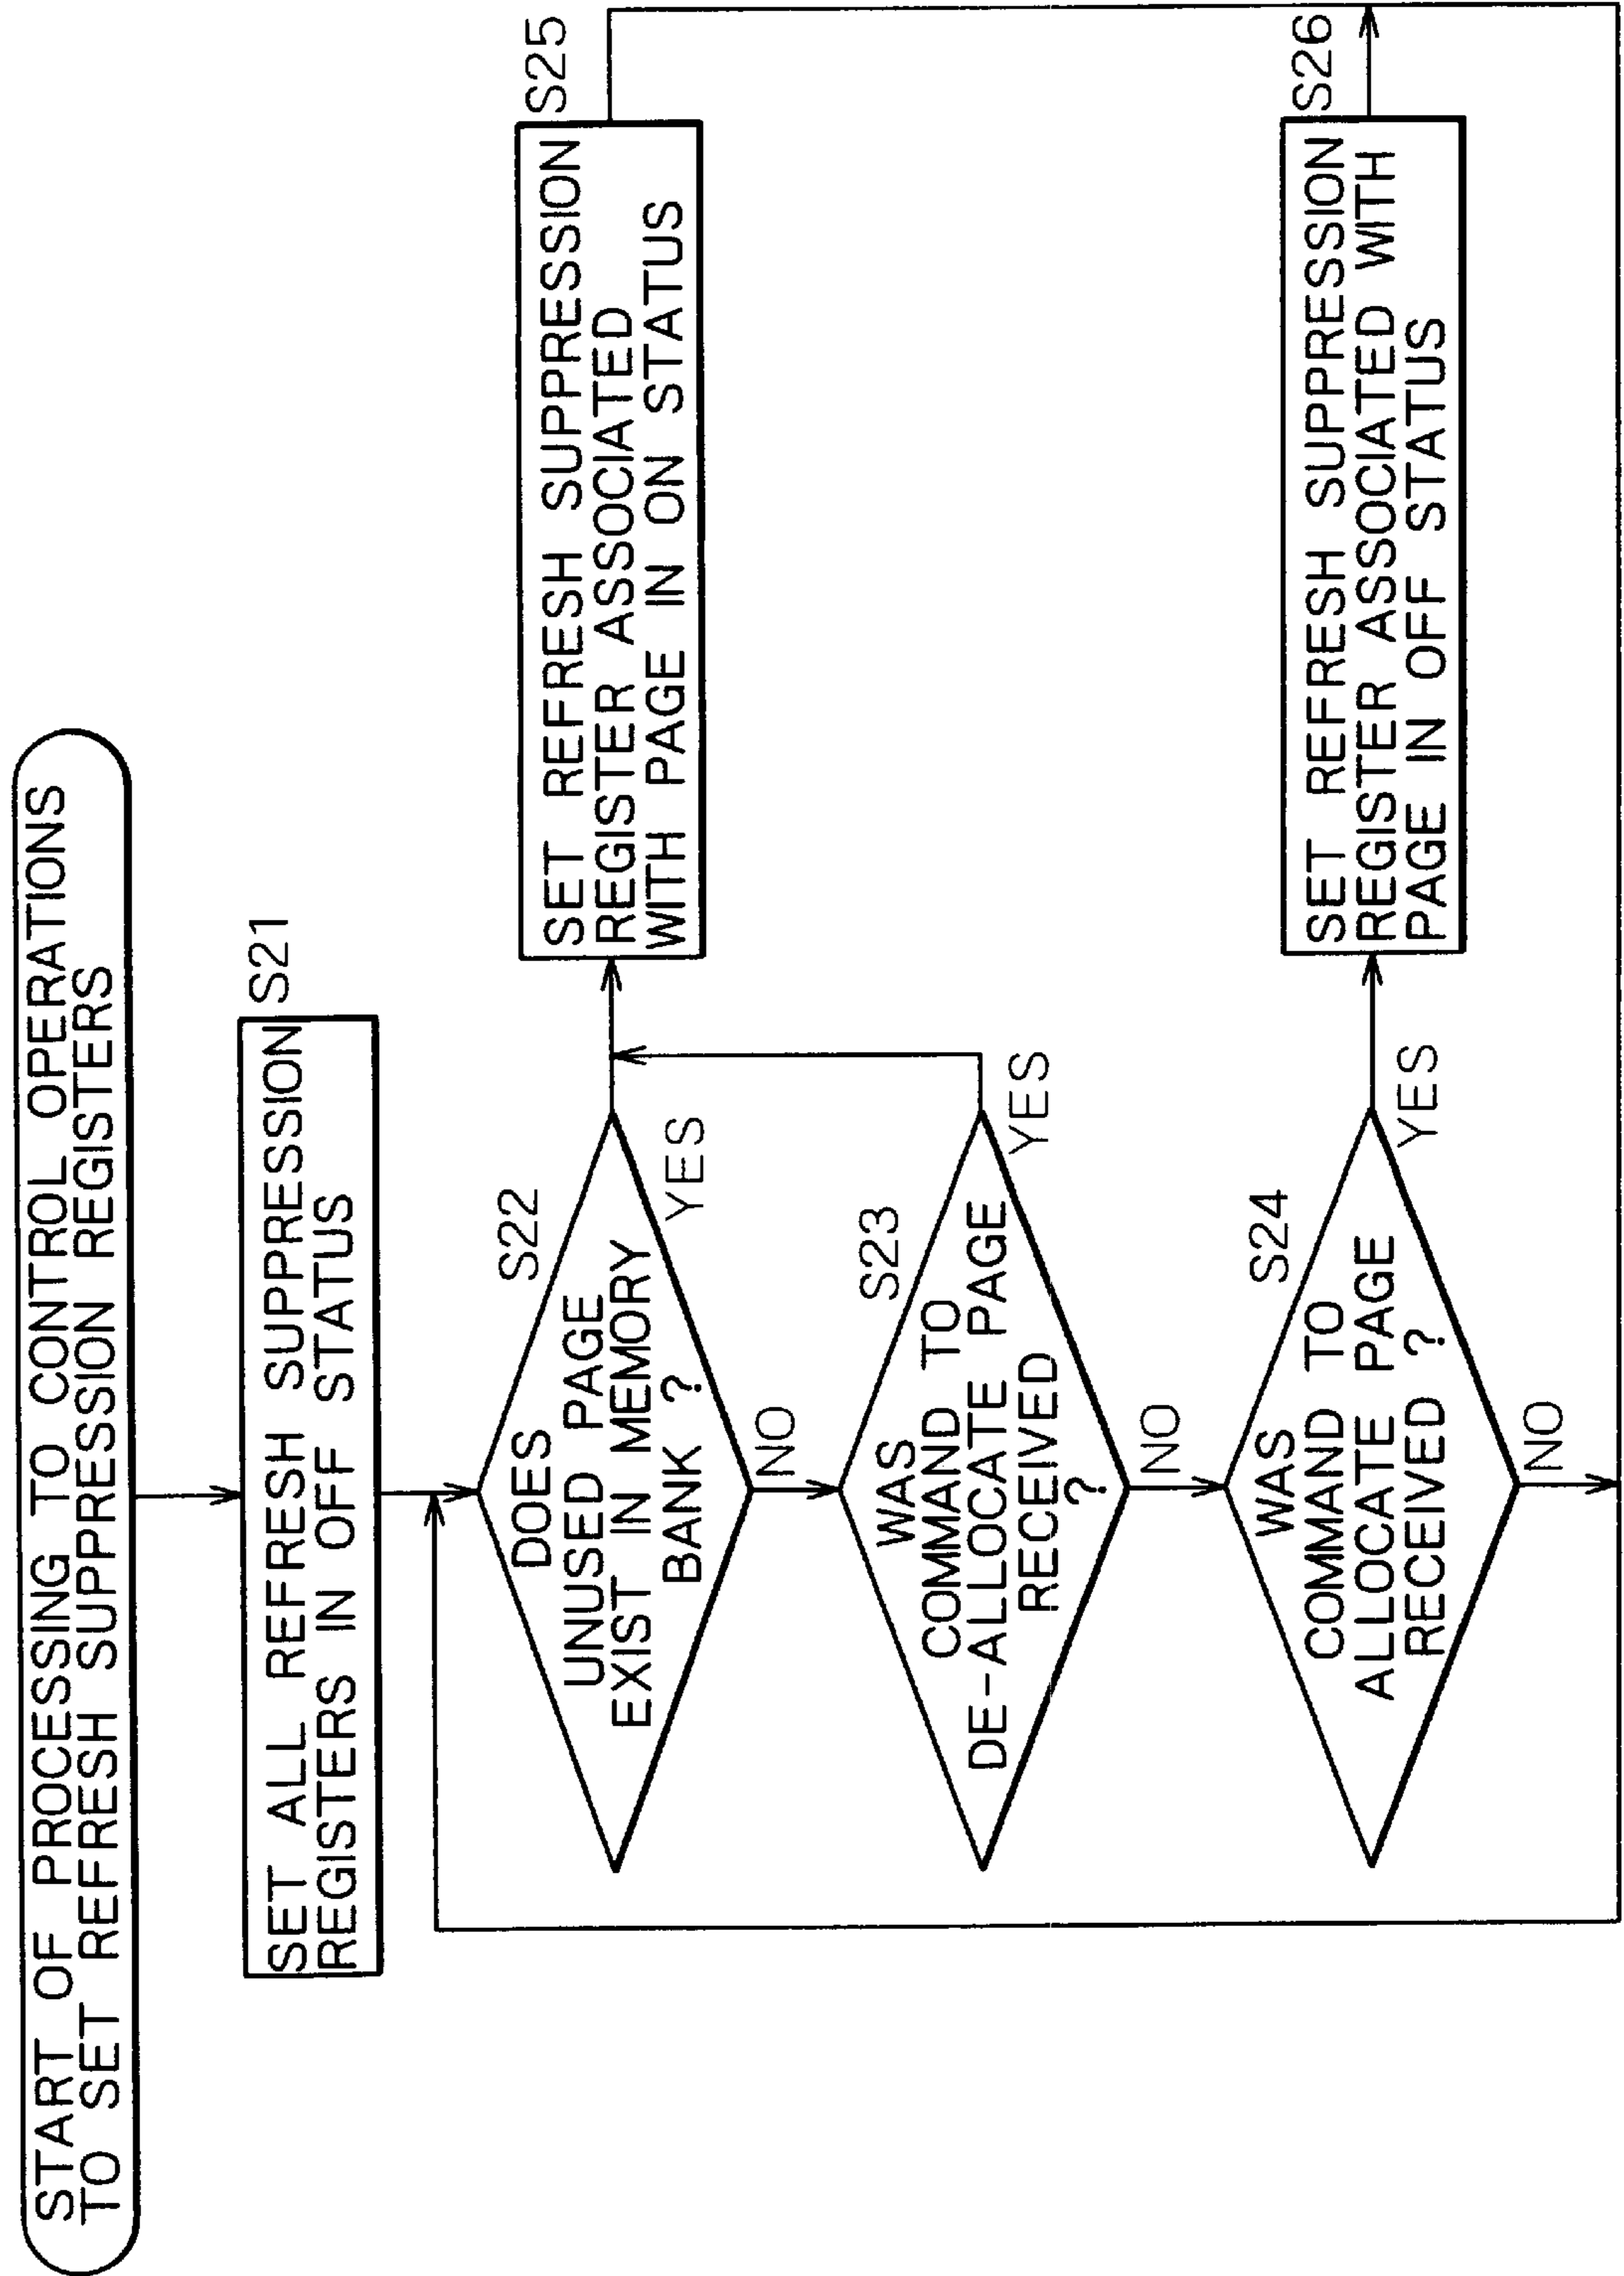 START OF PROCESSING TO CONTROL OPERATIONS
TO SET REFRESH SUPPRESSION REGISTERS
S21
SET ALL REFRESH SUPPRESSION
REGISTERS IN OFF STATUS
S22
DOES
UNUSED PAGE
EXIST IN MEMORY
BANK ?
YES
NO
S25
SET REFRESH SUPPRESSION
REGISTER ASSOCIATED
WITH PAGE IN ON STATUS
S23
WAS
COMMAND TO
DE-ALLOCATE PAGE
RECEIVED
?
YES
NO
S24
WAS
COMMAND TO
ALLOCATE PAGE
RECEIVED ?
YES
NO
S26
SET REFRESH SUPPRESSION
REGISTER ASSOCIATED WITH
PAGE IN OFF STATUS